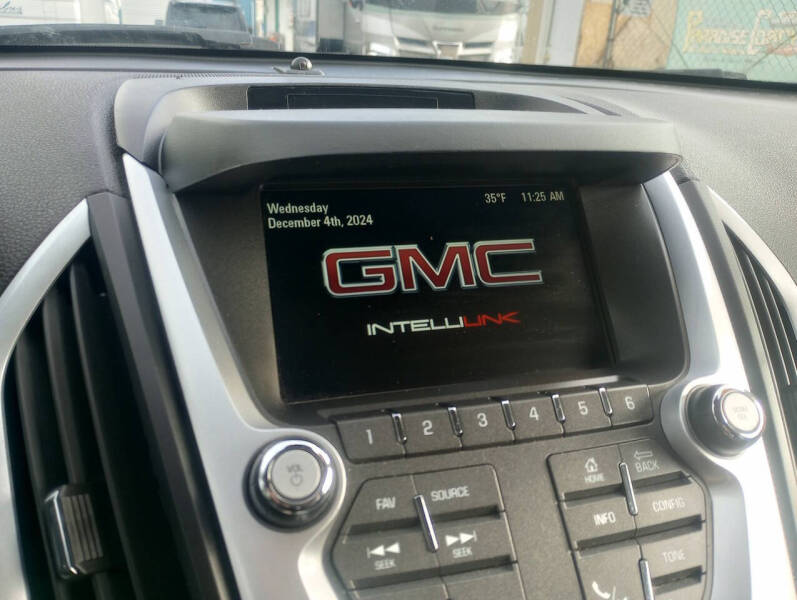 Wednesday
December 4th, 2024
35°F 11:25 AM
GMC
INTELLILINK
1 2 3 4 5 6
VOL
FAV SOURCE
SEEK SEEK
HOME BACK
INFO CONFIG
TONE